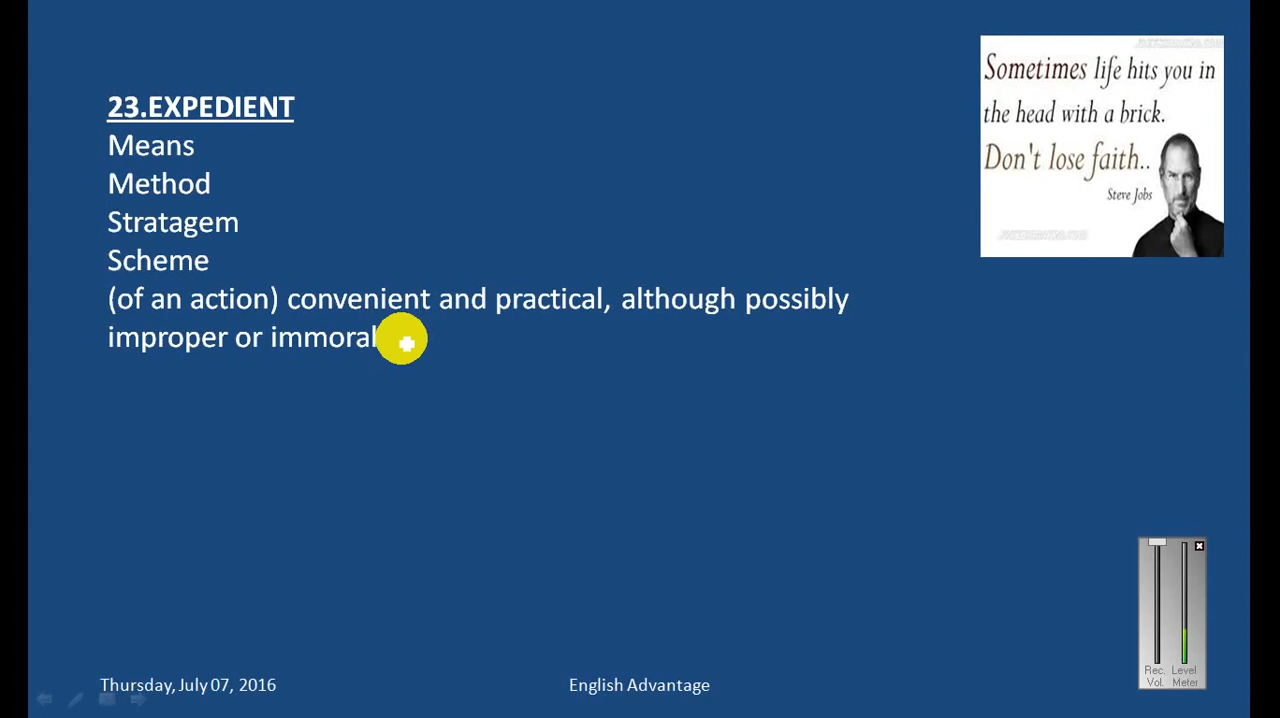 23.EXPEDIENT
Means
Method
Stratagem
Scheme
(of an action) convenient and practical, although possibly
improper or immoral
Sometimes life hits you in
the head with a brick.
Don't lose faith..
Steve Jobs
Rec. Level
Vol. Meter
Thursday, July 07, 2016
English Advantage